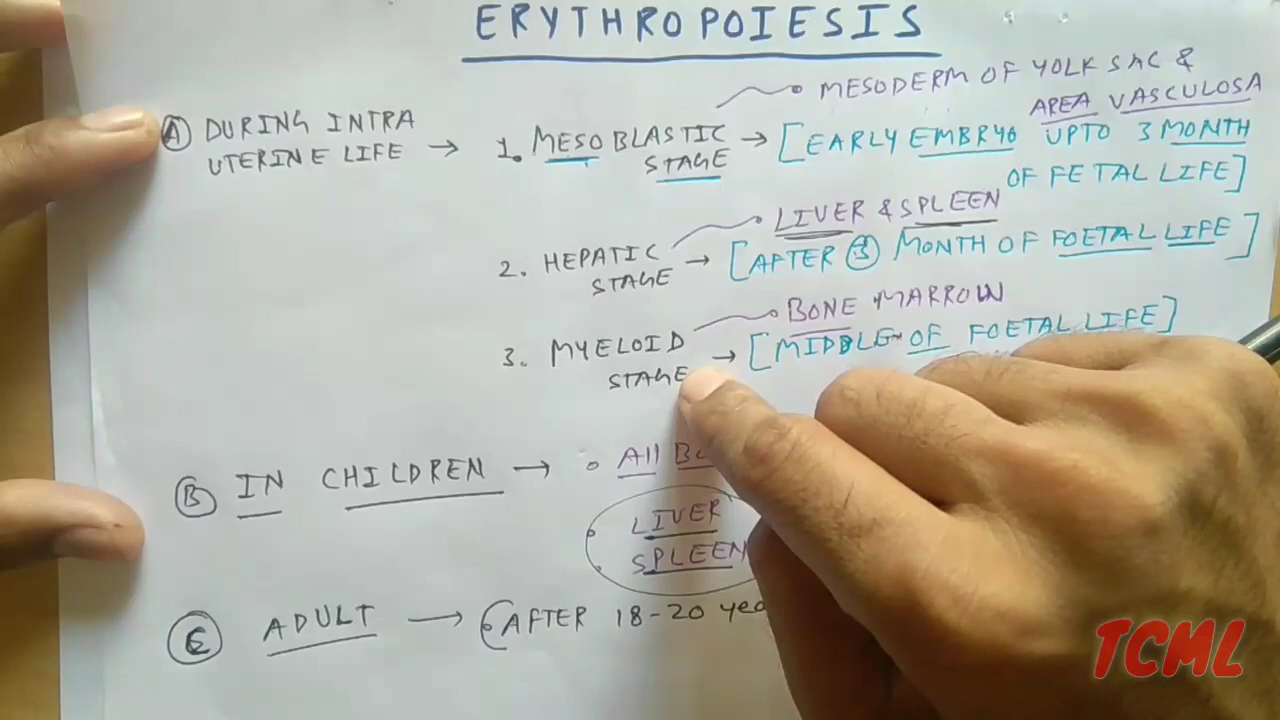 ERYTHROPOIESIS
MESODERM OF YOLK SAC &
AREA VASCULOSA
Ⓐ DURING INTRA
UTERINE LIFE → 1. MESOBLASTIC
STAGE → [EARLY EMBRYO UPTO 3 MONTH
OF FETAL LIFE]
LIVER & SPLEEN
2. HEPATIC
STAGE → [AFTER ③ MONTH OF FOETAL LIFE]
BONE MARROW
3. MYELOID
STAGE → [MIDDLE OF FOETAL LIFE]
Ⓑ IN CHILDREN → All
LIVER
SPLEEN
Ⓒ ADULT → (AFTER 18-20
TCML